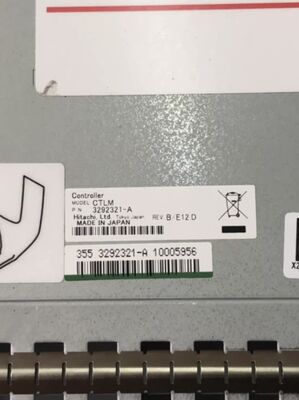 Controller
MODEL CTLM
P/N 3292321-A
Hitachi, Ltd. Tokyo Japan REV. B/E12.D
MADE IN JAPAN
355 3292321-A 10005956